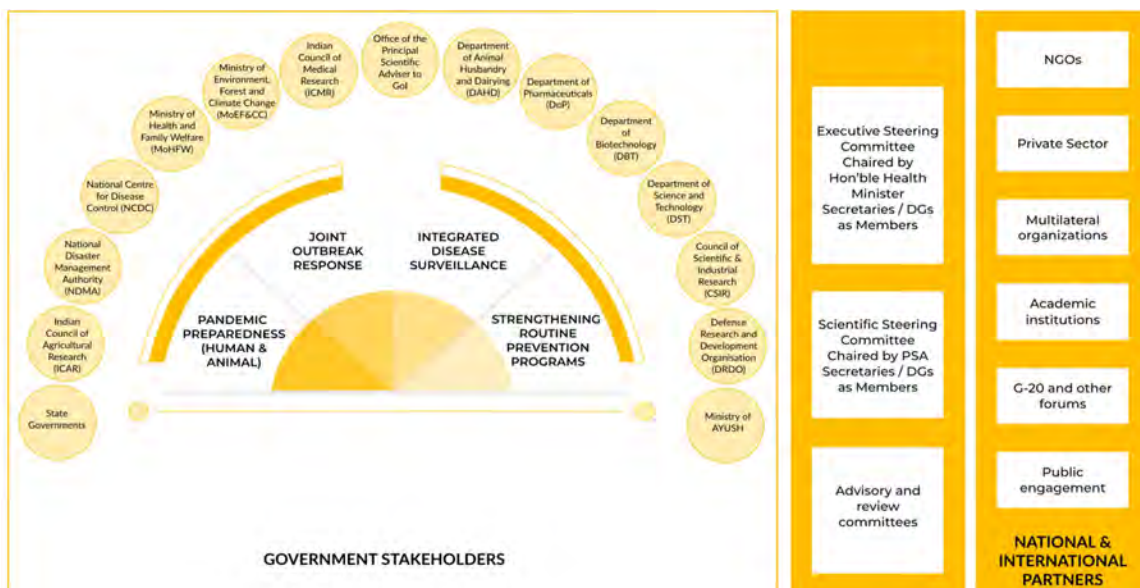 State
Governments
Indian
Council of
Agricultural
Research
(ICAR)
National
Disaster
Management
Authority
(NDMA)
National Centre
for Disease
Control (NCDC)
Ministry of
Health and
Family Welfare
(MoHFW)
Ministry of
Environment,
Forest and
Climate Change
(MoEF&CC)
Indian
Council of
Medical Research
(ICMR)
Office of the
Principal
Scientific
Adviser to
GoI
Department
of Animal
Husbandry
and Dairying
(DAHD)
Department of
Pharmaceuticals
(DoP)
Department
of
Biotechnology
(DBT)
Department of
Science and
Technology
(DST)
Council of
Scientific &
Industrial
Research
(CSIR)
Defense Research
and
Development
Organisation
(DRDO)
Ministry of
AYUSH
PANDEMIC
PREPAREDNESS
(HUMAN &
ANIMAL)
JOINT
OUTBREAK
RESPONSE
INTEGRATED
DISEASE
SURVEILLANCE
STRENGTHENING
ROUTINE
PREVENTION
PROGRAMS
GOVERNMENT STAKEHOLDERS
Executive Steering
Committee
Chaired by
Hon'ble Health
Minister
Secretaries / DGs
as Members
Scientific Steering
Committee
Chaired by PSA
Secretaries / DGs
as Members
Advisory and
review
committees
NGOs
Private Sector
Multilateral
organizations
Academic
institutions
G-20 and other
forums
Public
engagement
NATIONAL &
INTERNATIONAL
PARTNERS